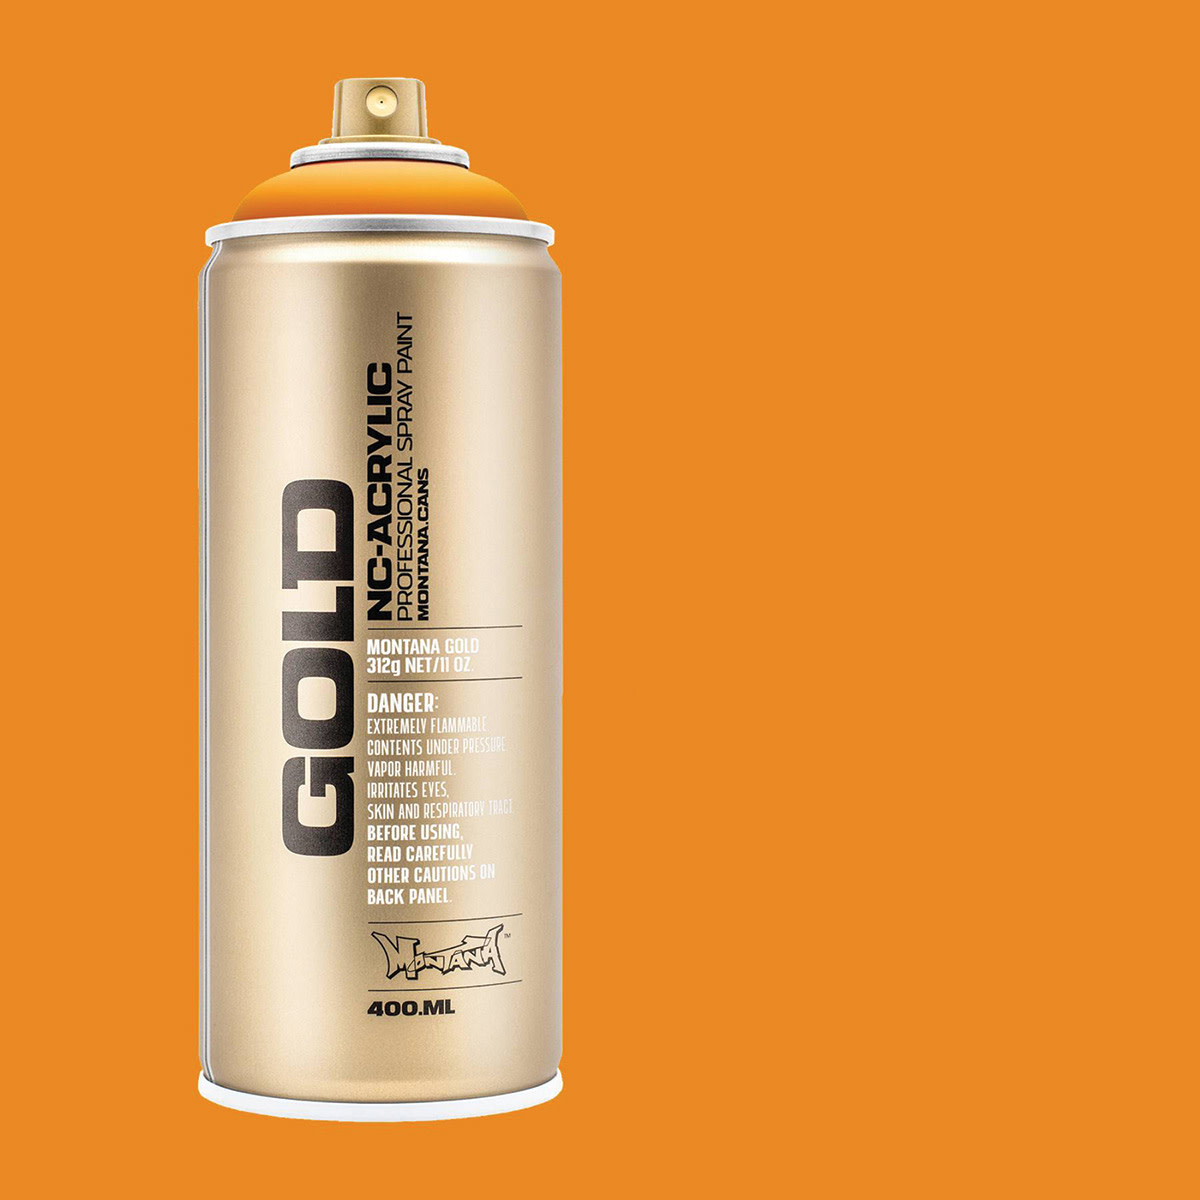 GOLD
NC-ACRYLIC
PROFESSIONAL SPRAY PAINT
MONTANA.CANS
MONTANA GOLD
312g NET/11 OZ.
DANGER:
EXTREMELY FLAMMABLE
CONTENTS UNDER PRESSURE.
VAPOR HARMFUL.
IRRITATES EYES,
SKIN AND RESPIRATORY TRACT.
BEFORE USING,
READ CAREFULLY
OTHER CAUTIONS ON
BACK PANEL.
MONTANA™
400.ML